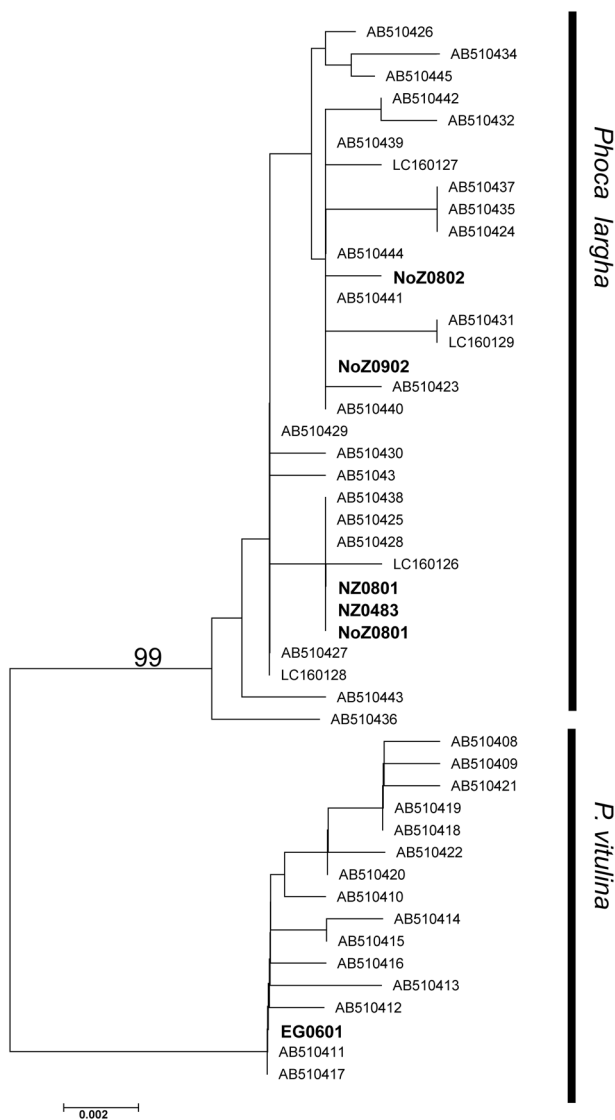 AB510426
AB510434
AB510445
AB510442
AB510432
AB510439
LC160127
AB510437
AB510435
AB510424
AB510444
NoZ0802
AB510441
AB510431
LC160129
NoZ0902
AB510423
AB510440
AB510429
AB510430
AB51043
AB510438
AB510425
AB510428
LC160126
NZ0801
NZ0483
NoZ0801
AB510427
LC160128
AB510443
AB510436
Phoca largha
99
AB510408
AB510409
AB510421
AB510419
AB510418
AB510422
AB510420
AB510410
AB510414
AB510415
AB510416
AB510413
AB510412
EG0601
AB510411
AB510417
P. vitulina
0.002